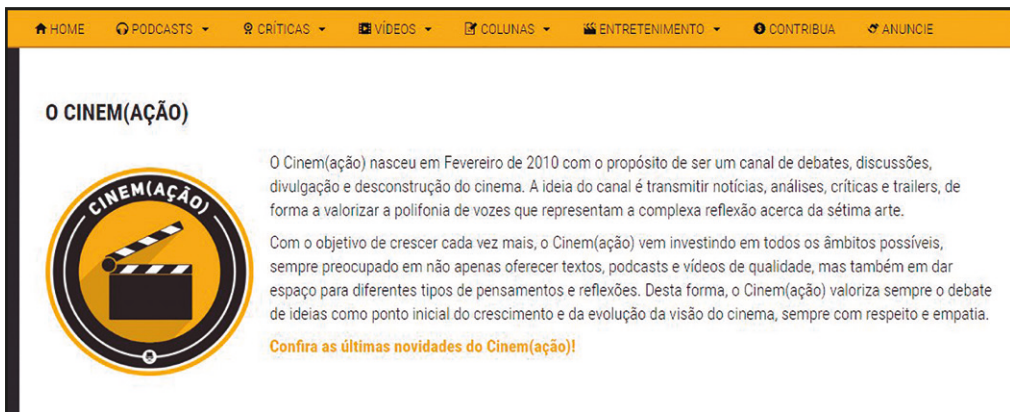 HOME PODCASTS CRÍTICAS VÍDEOS COLUNAS ENTRETENIMENTO CONTRIBUA ANUNCIE
O CINEM(AÇÃO)
CINEM(AÇÃO)
O Cinem(ação) nasceu em Fevereiro de 2010 com o propósito de ser um canal de debates, discussões,
divulgação e desconstrução do cinema. A ideia do canal é transmitir notícias, análises, críticas e trailers, de
forma a valorizar a polifonia de vozes que representam a complexa reflexão acerca da sétima arte.
Com o objetivo de crescer cada vez mais, o Cinem(ação) vem investindo em todos os âmbitos possíveis,
sempre preocupado em não apenas oferecer textos, podcasts e vídeos de qualidade, mas também em dar
espaço para diferentes tipos de pensamentos e reflexões. Desta forma, o Cinem(ação) valoriza sempre o debate
de ideias como ponto inicial do crescimento e da evolução da visão do cinema, sempre com respeito e empatia.
Confira as últimas novidades do Cinem(ação)!